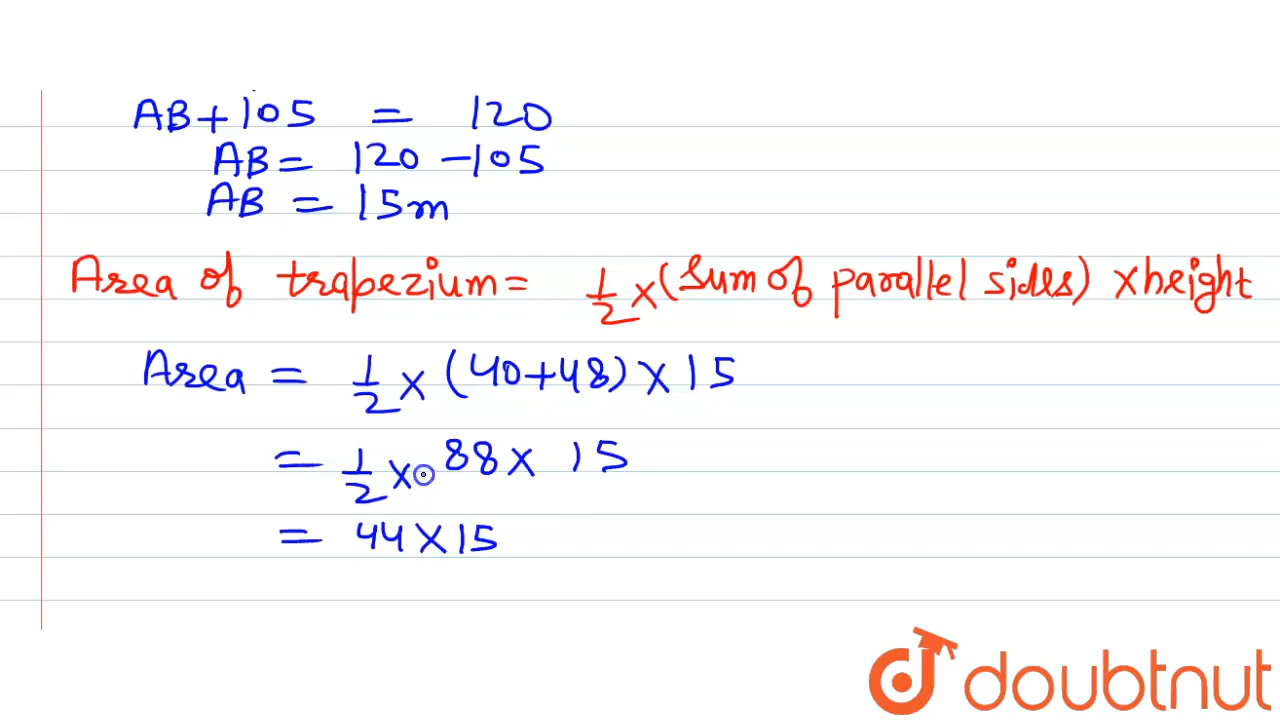 AB+105 = 120
AB = 120-105
AB = 15m
Area of trapezium = 1/2 × (Sum of parallel sides) × height
Area = 1/2 × (40+48) × 15
= 1/2 × 88 × 15
= 44 × 15
doubtnut